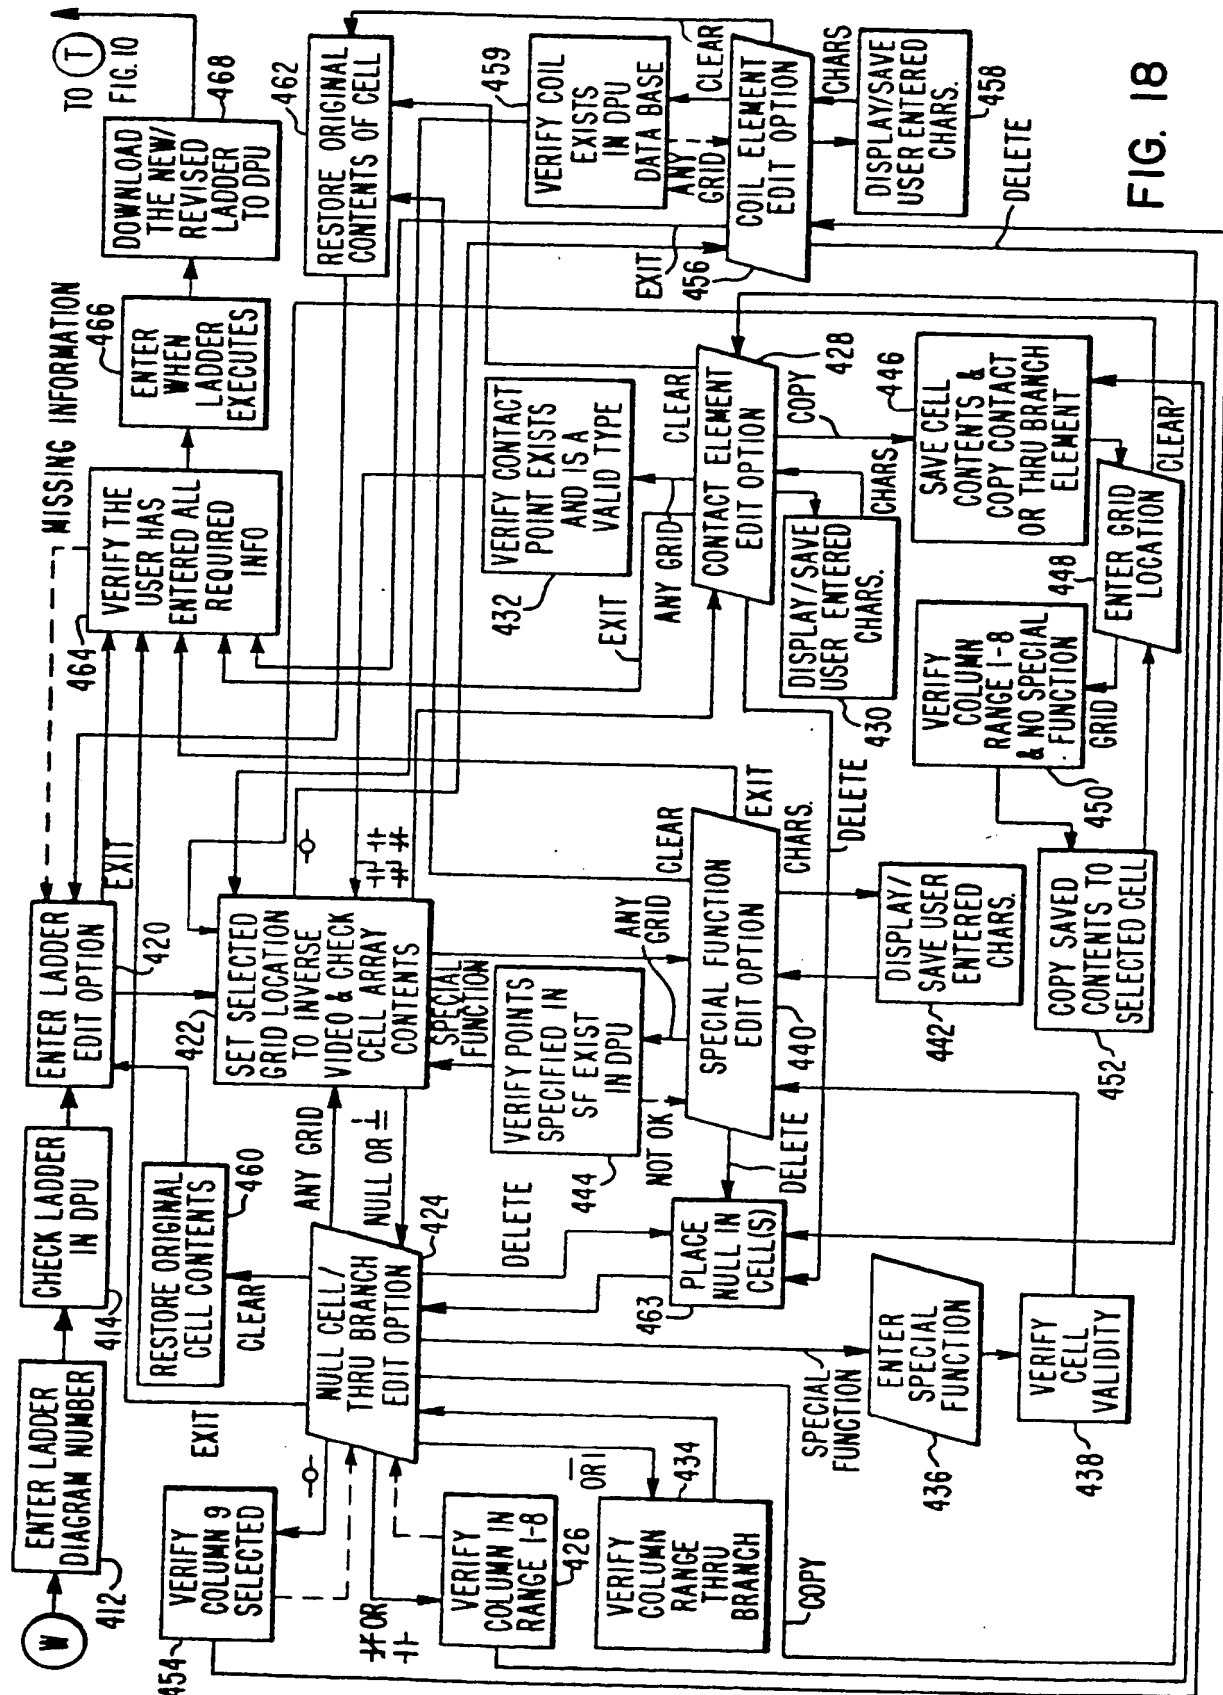 W
ENTER LADDER
DIAGRAM NUMBER
412
CHECK LADDER
IN DPU
414
ENTER LADDER
EDIT OPTION
420
EXIT
MISSING INFORMATION
VERIFY THE
USER HAS
ENTERED ALL
REQUIRED
INFO
464
ENTER
WHEN
LADDER
EXECUTES
466
DOWNLOAD
THE NEW/
REVISED
LADDER
TO DPU
468
TO T
FIG. 10
RESTORE ORIGINAL
CELL CONTENTS
460
CLEAR
EXIT
SET SELECTED
GRID LOCATION
TO INVERSE
VIDEO & CHECK
CELL ARRAY
CONTENTS
422
ANY GRID
NULL OR
SPECIAL
FUNCTION
RESTORE ORIGINAL
CONTENTS OF CELL
462
VERIFY COLUMN 9
SELECTED
454
NULL CELL/
THRU BRANCH
EDIT OPTION
424
DELETE
OR
VERIFY
COLUMN IN
RANGE 1-8
426
OR
VERIFY
COLUMN
RANGE
THRU
BRANCH
434
COPY
SPECIAL
FUNCTION
VERIFY POINTS
SPECIFIED IN
SF EXIST
IN DPU
444
NOT OK
ANY
GRID
PLACE
NULL IN
CELL(S)
463
DELETE
SPECIAL FUNCTION
EDIT OPTION
440
CLEAR
EXIT
CHARS.
ENTER
SPECIAL
FUNCTION
436
VERIFY
CELL
VALIDITY
438
DISPLAY/
SAVE USER
ENTERED
CHARS.
442
VERIFY CONTACT
POINT EXISTS
AND IS A
VALID TYPE
432
EXIT
ANY GRID
CLEAR
CONTACT ELEMENT
EDIT OPTION
428
COPY
CHARS
DISPLAY/SAVE
USER ENTERED
CHARS.
430
DELETE
VERIFY
COLUMN
RANGE 1-8
& NO SPECIAL
FUNCTION
450
GRID
COPY SAVED
CONTENTS TO
SELECTED CELL
452
SAVE CELL
CONTENTS &
COPY CONTACT
OR THRU BRANCH
ELEMENT
446
ENTER GRID
LOCATION
448
CLEAR
VERIFY COIL
EXISTS
IN DPU
DATA BASE
459
ANY
GRID
CLEAR
CLEAR
EXIT
COIL ELEMENT
EDIT OPTION
456
CHARS
DISPLAY/SAVE
USER ENTERED
CHARS.
458
DELETE
FIG. 18